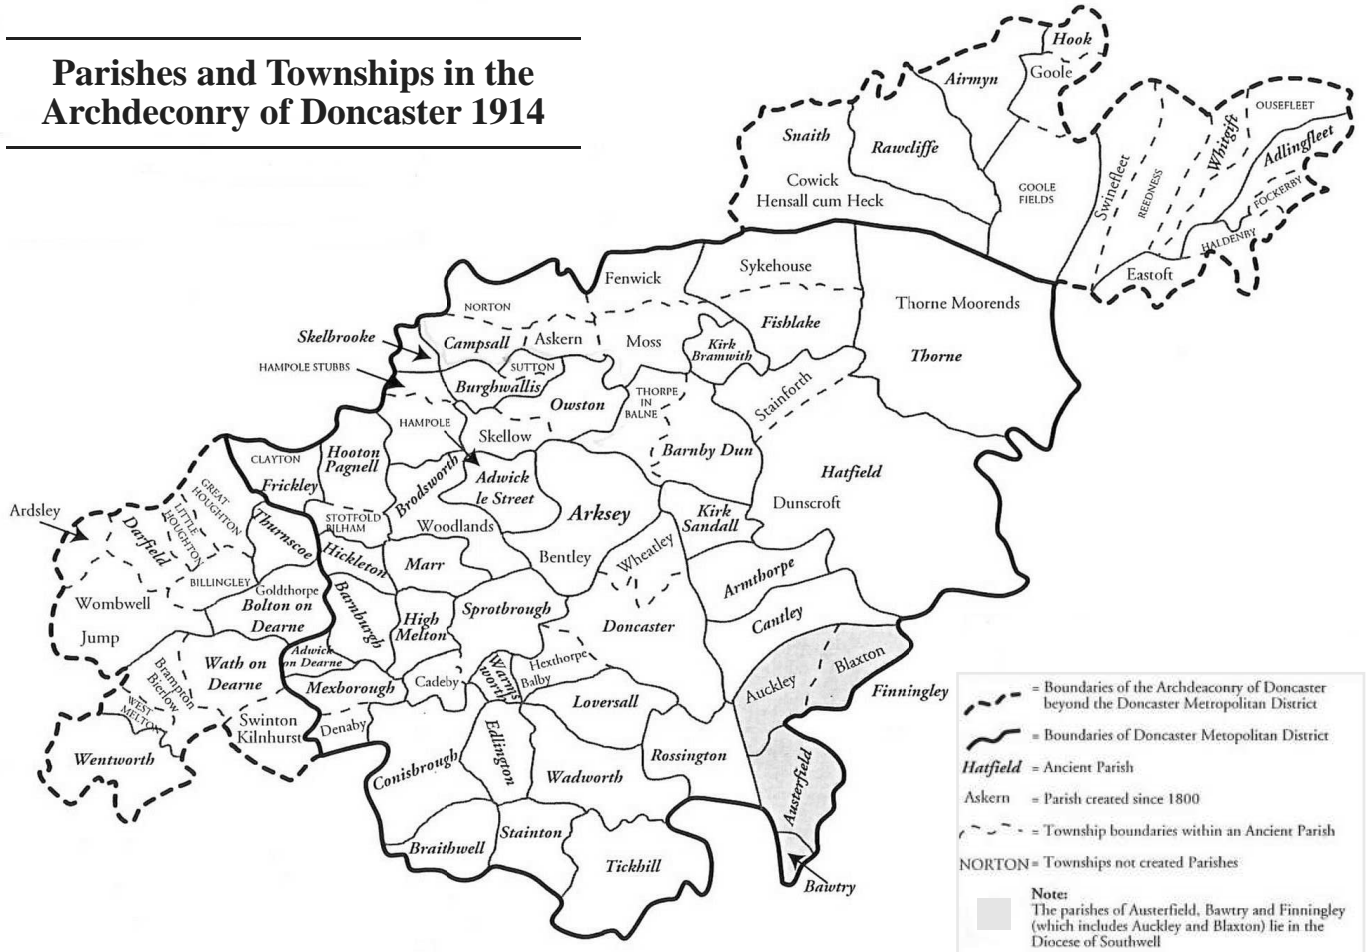 Parishes and Townships in the
Archdeconry of Doncaster 1914
Hook
Goole
Airmyn
Snaith
Rawcliffe
Cowick
Hensall cum Heck
GOOLE
FIELDS
Swinefleet
REEDNESS
Whitgift
OUSEFLEET
Adlingfleet
FOCKERBY
HALDENBY
Eastoft
Fenwick
Sykehouse
NORTON
Thorne Moorends
Skelbrooke
Campsall
Askern
Moss
Fishlake
Kirk
Bramwith
Thorne
HAMPOLE STUBBS
SUTTON
Burghwallis
Owston
THORPE
IN
BALNE
Stainforth
HAMPOLE
Skellow
Barnby Dun
Hatfield
Dunscroft
CLAYTON
Frickley
Hooton
Pagnell
Brodsworth
Adwick
le Street
Arksey
Kirk
Sandall
Ardsley
Darfield
GREAT
HOUGHTON
LITTLE
HOUGHTON
Thurnscoe
STOTFOLD
BILHAM
Woodlands
Hickleton
Marr
Bentley
Wheatley
Armthorpe
BILLINGLEY
Goldthorpe
Bolton on
Dearne
Wombwell
Jump
Barnburgh
High
Melton
Sprotbrough
Doncaster
Cantley
Adwick
on Dearne
Wath on
Dearne
Brampton
Bierlow
WEST
MELTON
Mexborough
Cadeby
Warms
worth
Hexthorpe
Balby
Loversall
Auckley
Blaxton
Finningley
Swinton
Kilnhurst
Denaby
Wentworth
Conisbrough
Edlington
Wadworth
Rossington
Austerfield
Braithwell
Stainton
Tickhill
Bawtry
= Boundaries of the Archdeaconry of Doncaster
beyond the Doncaster Metropolitan District
= Boundaries of Doncaster Metopolitan District
Hatfield = Ancient Parish
Askern = Parish created since 1800
= Township boundaries within an Ancient Parish
NORTON = Townships not created Parishes
Note:
The parishes of Austerfield, Bawtry and Finningley
(which includes Auckley and Blaxton) lie in the
Diocese of Southwell